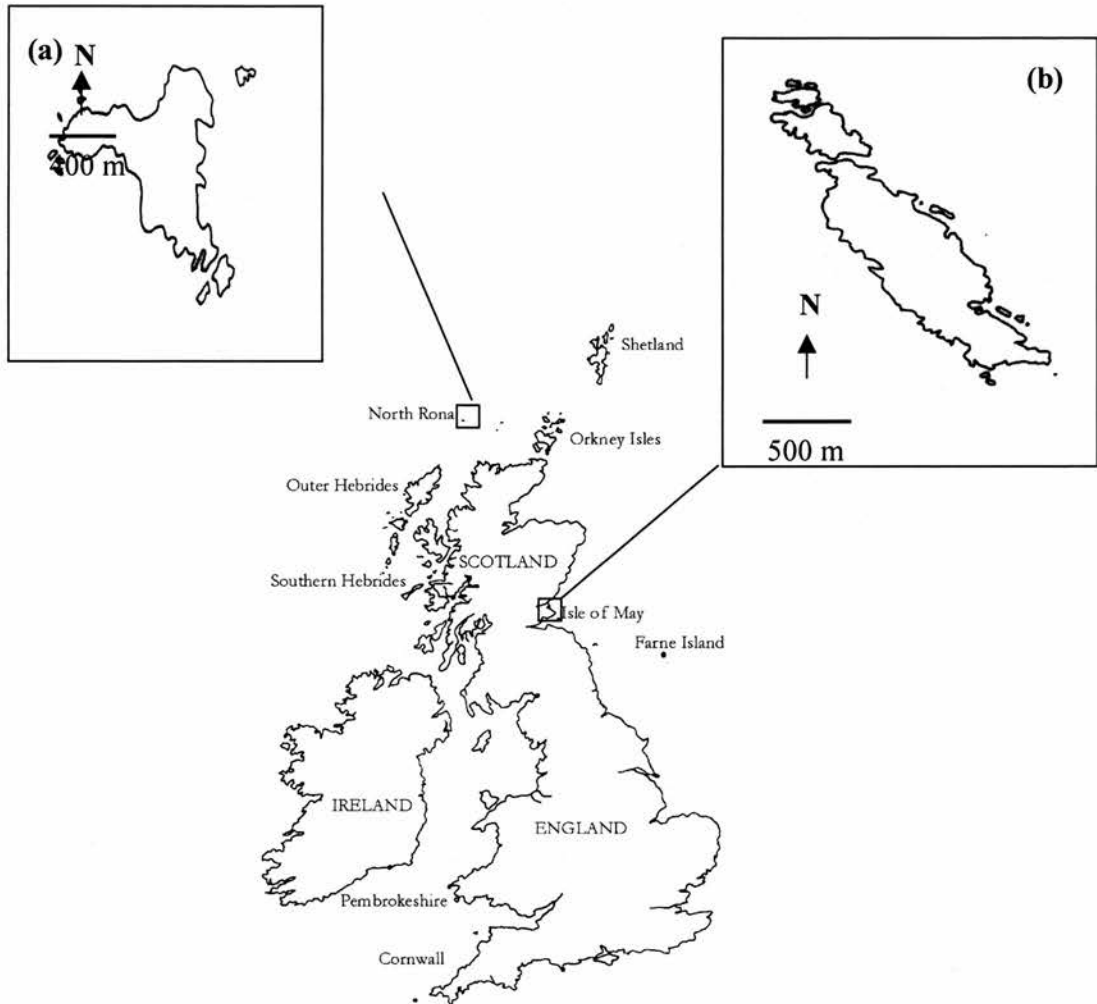 (a)
N
400 m
(b)
N
500 m
Shetland
North Rona
Orkney Isles
Outer Hebrides
SCOTLAND
Southern Hebrides
Isle of May
Farne Island
IRELAND
ENGLAND
Pembrokeshire
Cornwall